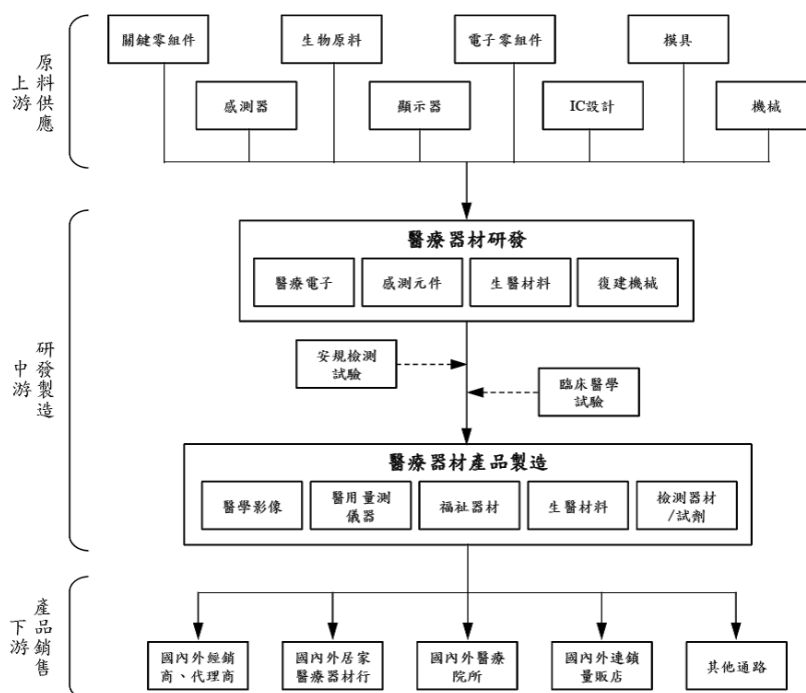 上游
原料供應
關鍵零組件
生物原料
電子零組件
模具
感測器
顯示器
IC設計
機械
中游
研發製造
醫療器材研發
醫療電子
感測元件
生醫材料
復建機械
安規檢測
試驗
臨床醫學
試驗
醫療器材產品製造
醫學影像
醫用量測
儀器
福祉器材
生醫材料
檢測器材
/試劑
下游
產品銷售
國內外經銷
商、代理商
國內外居家
醫療器材行
國內外醫療
院所
國內外連鎖
量販店
其他通路